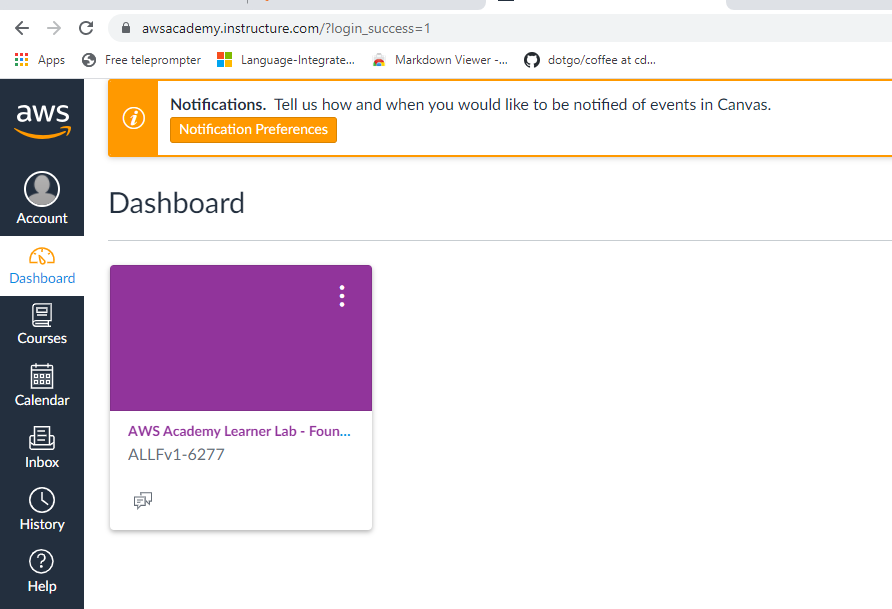 awsacademy.instructure.com/?login_success=1
Apps
Free teleprompter
Language-Integrate...
Markdown Viewer -...
dotgo/coffee at cd...
aws
Account
Dashboard
Courses
Calendar
Inbox
History
Help
Notifications. Tell us how and when you would like to be notified of events in Canvas.
Notification Preferences
Dashboard
AWS Academy Learner Lab - Foun...
ALLFv1-6277